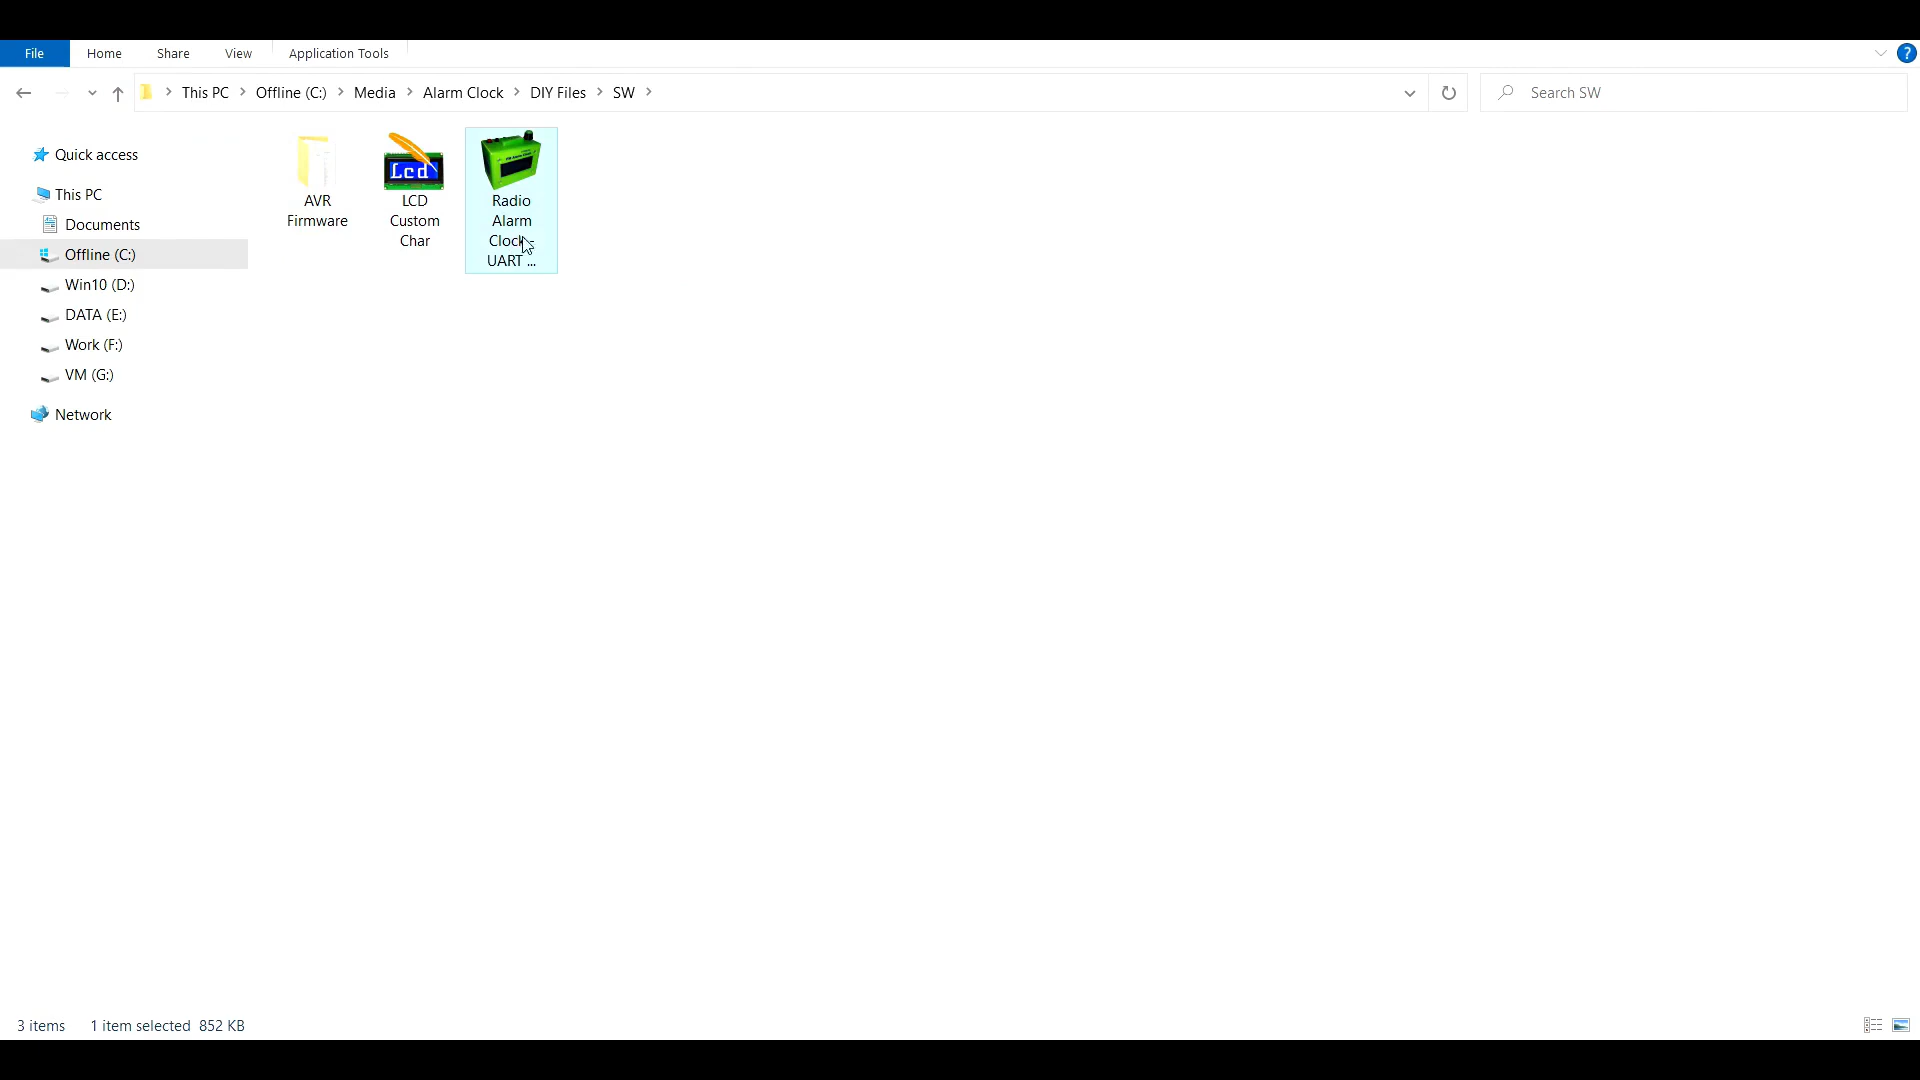 File Home Share View Application Tools ?
This PC Offline (C:) Media Alarm Clock DIY Files SW
Search SW
Quick access
This PC
Documents
Offline (C:)
Win10 (D:)
DATA (E:)
Work (F:)
VM (G:)
Network
AVR
Firmware
Lcd
LCD
Custom
Char
Radio
Alarm
Clock -
UART ...
3 items 1 item selected 852 KB